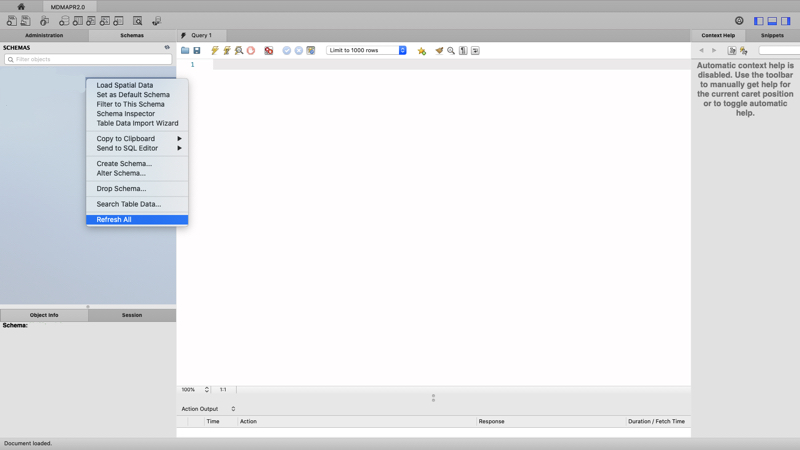 MDMAPR2.0
Administration
Schemas
Query 1
Context Help
Snippets
SCHEMAS
Filter objects
Limit to 1000 rows
1
Automatic context help is
disabled. Use the toolbar
to manually get help for
the current caret position
or to toggle automatic
help.
Load Spatial Data
Set as Default Schema
Filter to This Schema
Schema Inspector
Table Data Import Wizard
Copy to Clipboard
Send to SQL Editor
Create Schema...
Alter Schema...
Drop Schema...
Search Table Data...
Refresh All
Object Info
Session
Schema:
100%
1:1
Action Output
Time
Action
Response
Duration / Fetch Time
Document loaded.